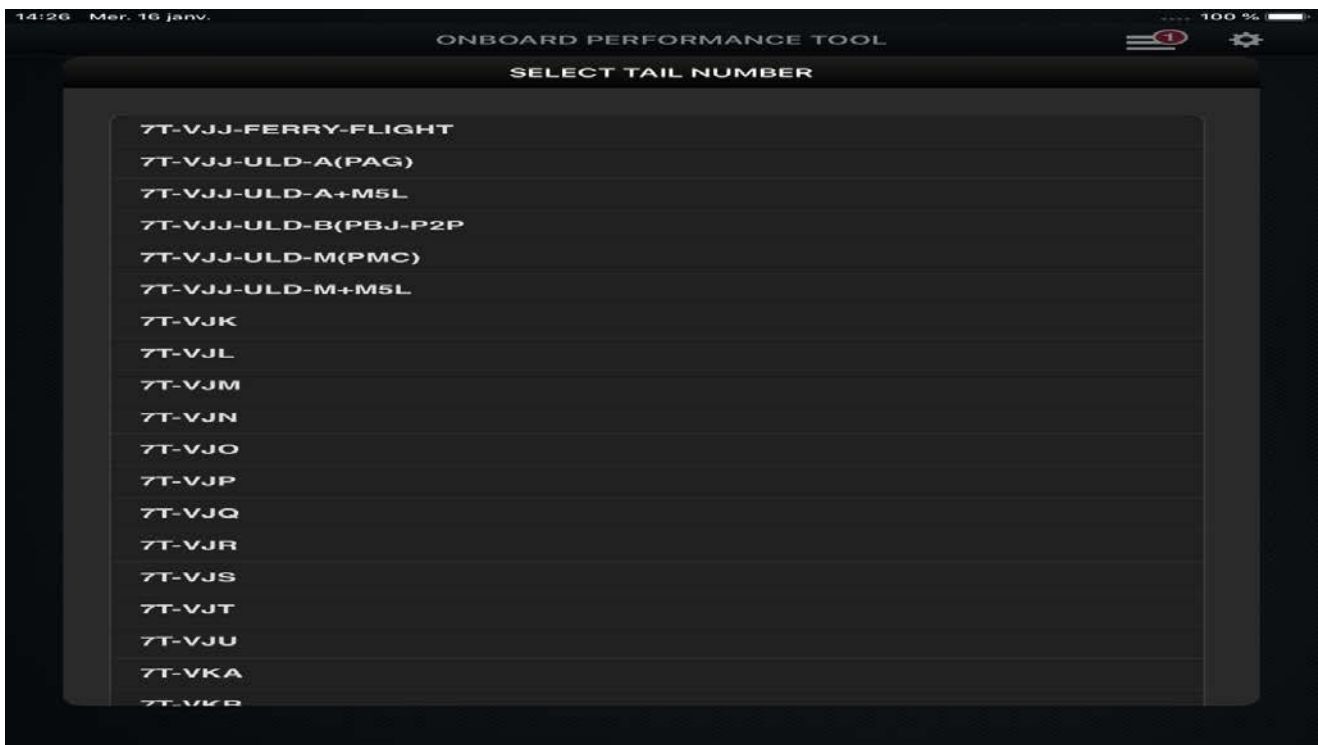 14:26 Mer. 16 janv. 100 %
ONBOARD PERFORMANCE TOOL 1
SELECT TAIL NUMBER
7T-VJJ-FERRY-FLIGHT
7T-VJJ-ULD-A(PAG)
7T-VJJ-ULD-A+M5L
7T-VJJ-ULD-B(PBJ-P2P
7T-VJJ-ULD-M(PMC)
7T-VJJ-ULD-M+M5L
7T-VJK
7T-VJL
7T-VJM
7T-VJN
7T-VJO
7T-VJP
7T-VJQ
7T-VJR
7T-VJS
7T-VJT
7T-VJU
7T-VKA